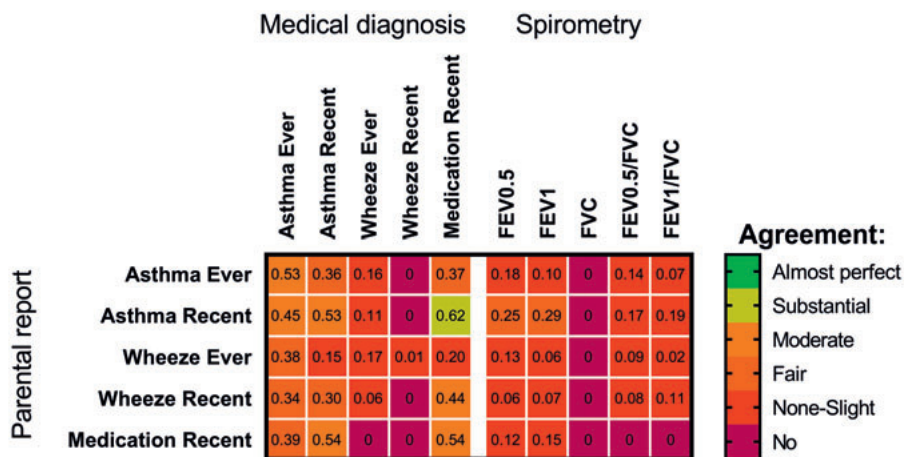 Medical diagnosis Spirometry
Asthma Ever
Asthma Recent
Wheeze Ever
Wheeze Recent
Medication Recent
FEV0.5
FEV1
FVC
FEV0.5/FVC
FEV1/FVC
Parental report
Asthma Ever 0.53 0.36 0.16 0 0.37 0.18 0.10 0 0.14 0.07
Asthma Recent 0.45 0.53 0.11 0 0.62 0.25 0.29 0 0.17 0.19
Wheeze Ever 0.38 0.15 0.17 0.01 0.20 0.13 0.06 0 0.09 0.02
Wheeze Recent 0.34 0.30 0.06 0 0.44 0.06 0.07 0 0.08 0.11
Medication Recent 0.39 0.54 0 0 0.54 0.12 0.15 0 0 0
Agreement:
Almost perfect
Substantial
Moderate
Fair
None-Slight
No